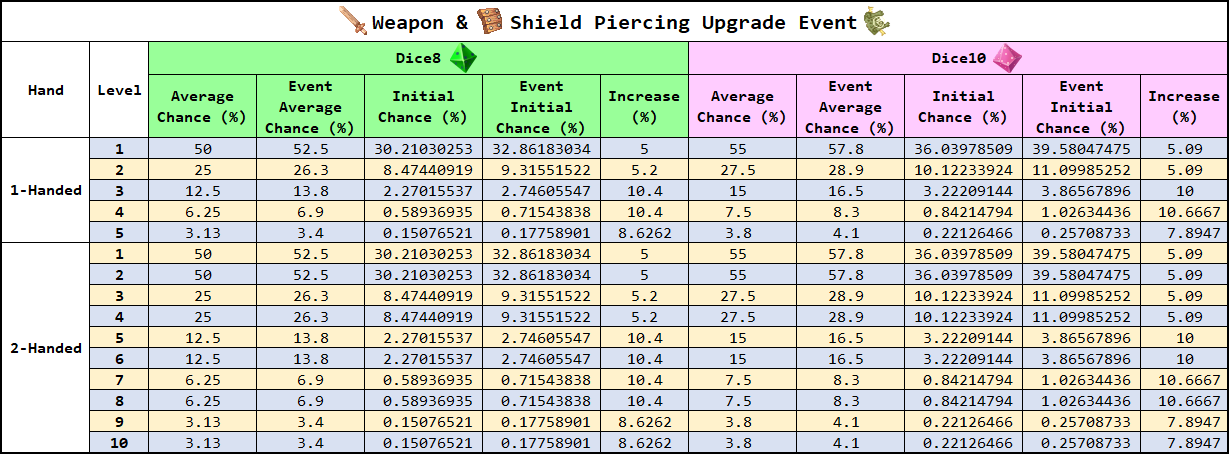 Weapon & Shield Piercing Upgrade Event
Hand Level Dice8 Dice10
Average Chance (%) Event Average Chance (%) Initial Chance (%) Event Initial Chance (%) Increase (%) Average Chance (%) Event Average Chance (%) Initial Chance (%) Event Initial Chance (%) Increase (%)
1-Handed
1 50 52.5 30.21030253 32.86183034 5 55 57.8 36.03978509 39.58047475 5.09
2 25 26.3 8.47440919 9.31551522 5.2 27.5 28.9 10.12233924 11.09985252 5.09
3 12.5 13.8 2.27015537 2.74605547 10.4 15 16.5 3.22209144 3.86567896 10
4 6.25 6.9 0.58936935 0.71543838 10.4 7.5 8.3 0.84214794 1.02634436 10.6667
5 3.13 3.4 0.15076521 0.17758901 8.6262 3.8 4.1 0.22126466 0.25708733 7.8947
2-Handed
1 50 52.5 30.21030253 32.86183034 5 55 57.8 36.03978509 39.58047475 5.09
2 50 52.5 30.21030253 32.86183034 5 55 57.8 36.03978509 39.58047475 5.09
3 25 26.3 8.47440919 9.31551522 5.2 27.5 28.9 10.12233924 11.09985252 5.09
4 25 26.3 8.47440919 9.31551522 5.2 27.5 28.9 10.12233924 11.09985252 5.09
5 12.5 13.8 2.27015537 2.74605547 10.4 15 16.5 3.22209144 3.86567896 10
6 12.5 13.8 2.27015537 2.74605547 10.4 15 16.5 3.22209144 3.86567896 10
7 6.25 6.9 0.58936935 0.71543838 10.4 7.5 8.3 0.84214794 1.02634436 10.6667
8 6.25 6.9 0.58936935 0.71543838 10.4 7.5 8.3 0.84214794 1.02634436 10.6667
9 3.13 3.4 0.15076521 0.17758901 8.6262 3.8 4.1 0.22126466 0.25708733 7.8947
10 3.13 3.4 0.15076521 0.17758901 8.6262 3.8 4.1 0.22126466 0.25708733 7.8947